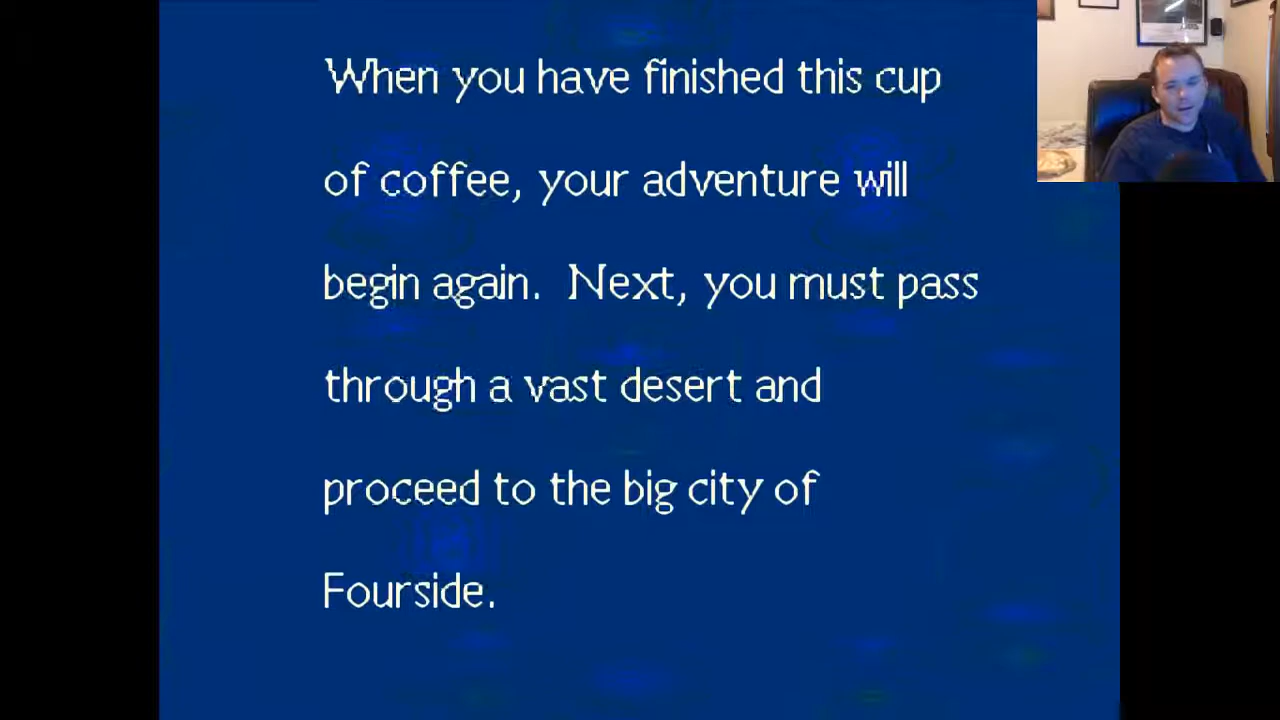 When you have finished this cup
of coffee, your adventure will
begin again.  Next, you must pass
through a vast desert and
proceed to the big city of
Fourside.